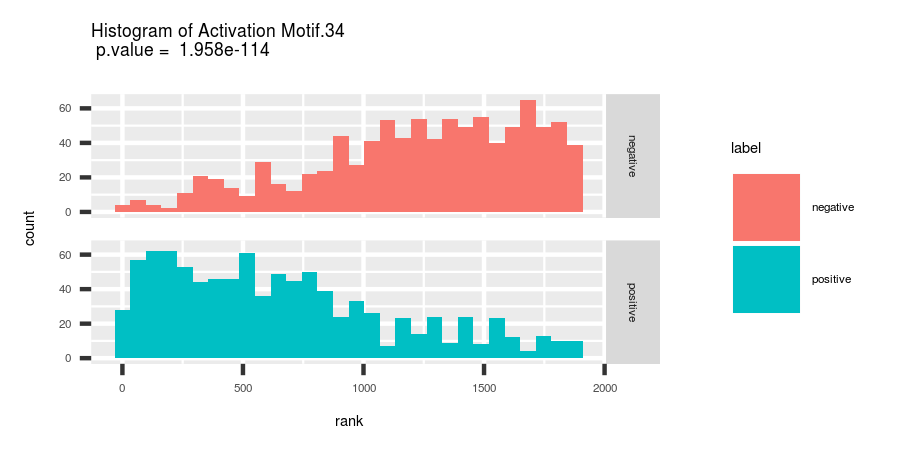 Histogram of Activation Motif.34
p.value = 1.958e-114
60
40
20
0
negative
60
40
20
0
positive
0 500 1000 1500 2000
rank
count
label
negative
positive